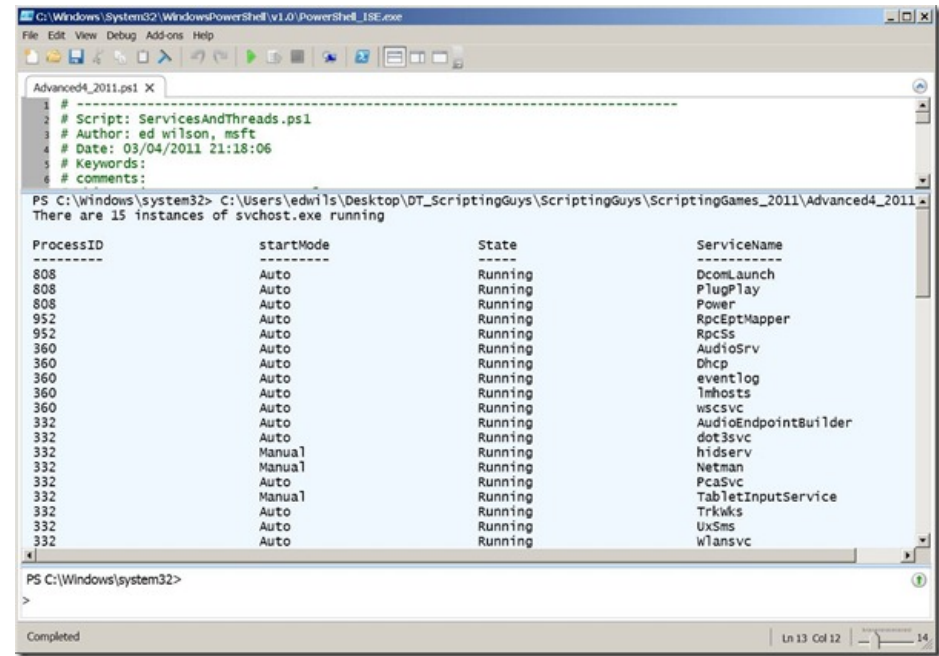 C:\Windows\System32\WindowsPowerShell\v1.0\PowerShell_ISE.exe
File Edit View Debug Add-ons Help
Advanced4_2011.ps1 X
1 # -----------------------------------------------------------------------------
2 # Script: ServicesAndThreads.ps1
3 # Author: ed wilson, msft
4 # Date: 03/04/2011 21:18:06
5 # Keywords:
6 # comments:
PS C:\Windows\system32> C:\Users\edwils\Desktop\DT_ScriptingGuys\ScriptingGuys\ScriptingGames_2011\Advanced4_2011
There are 15 instances of svchost.exe running
ProcessID startMode State ServiceName
--------- --------- ----- -----------
808 Auto Running DcomLaunch
808 Auto Running PlugPlay
808 Auto Running Power
952 Auto Running RpcEptMapper
952 Auto Running RpcSs
360 Auto Running AudioSrv
360 Auto Running Dhcp
360 Auto Running eventlog
360 Auto Running lmhosts
360 Auto Running wscsvc
332 Auto Running AudioEndpointBuilder
332 Auto Running dot3svc
332 Manual Running hidserv
332 Manual Running Netman
332 Auto Running PcaSvc
332 Manual Running TabletInputService
332 Auto Running TrkWks
332 Auto Running UxSms
332 Auto Running Wlansvc
PS C:\Windows\system32>
>
Completed Ln 13 Col 12 14